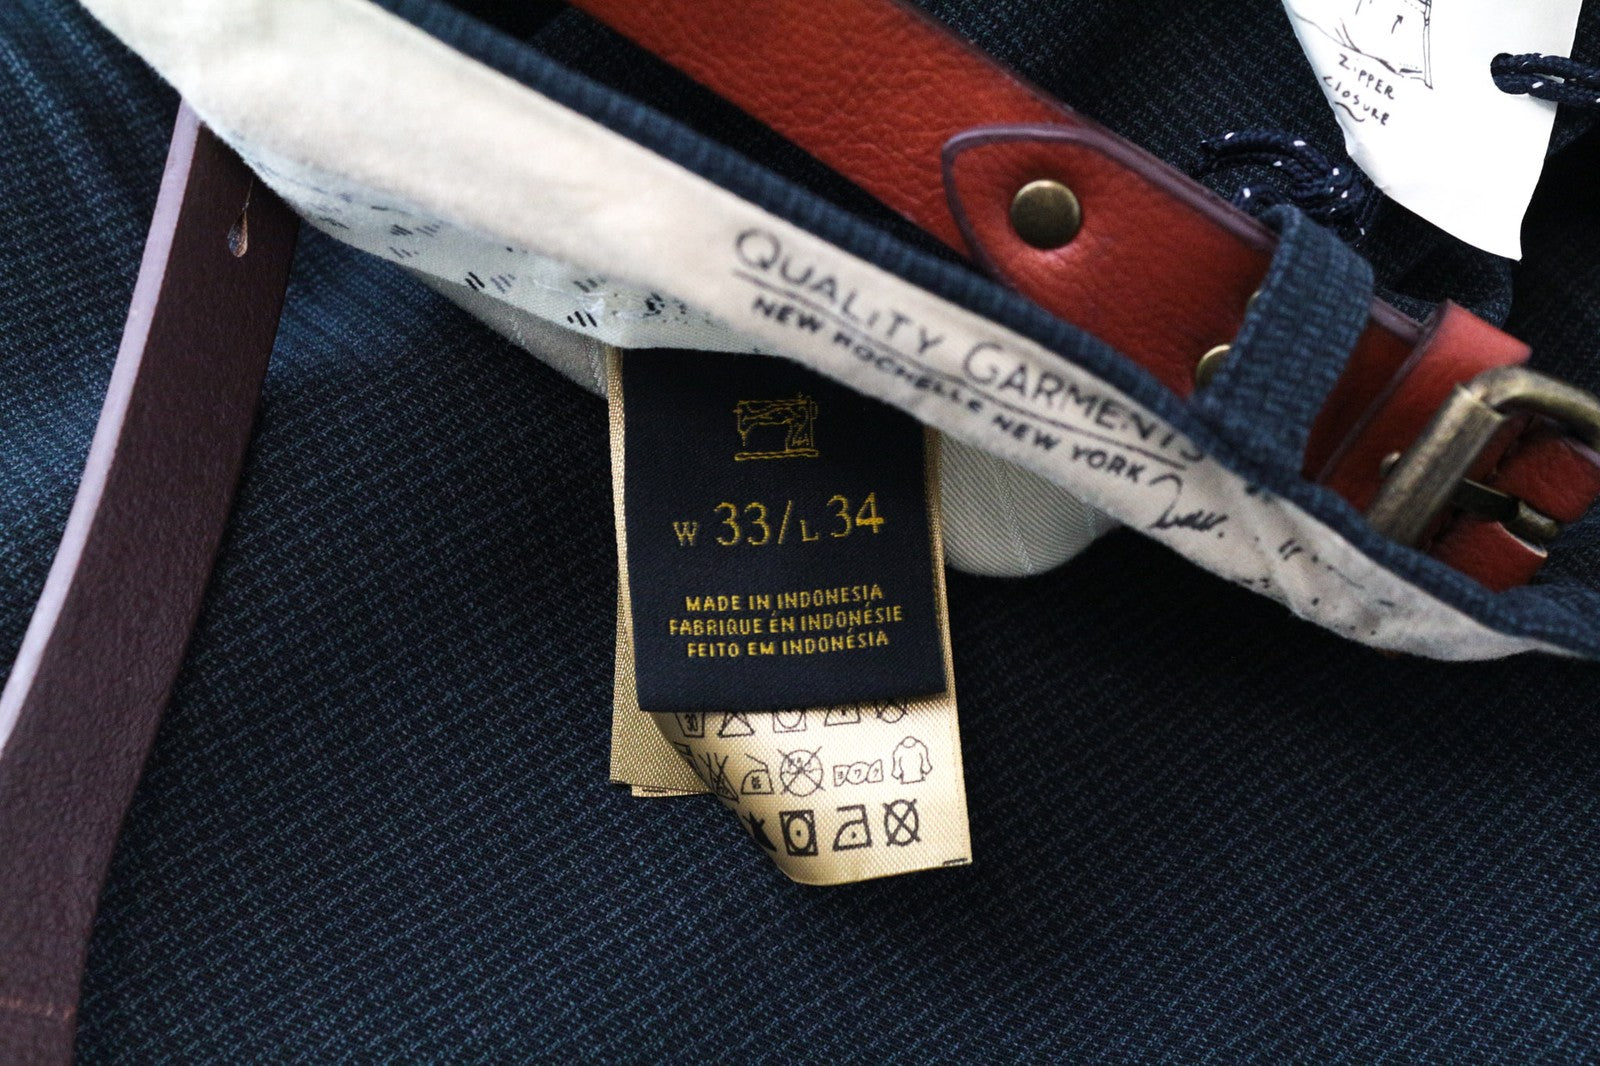 ZiPPER
CLOSURE
QUALiTY GARMENTS
NEW ROCHELLE NEW YORK
W 33/L 34
MADE IN INDONESIA
FABRIQUE ÉN INDONÉSIE
FEITO EM INDONÉSIA
30